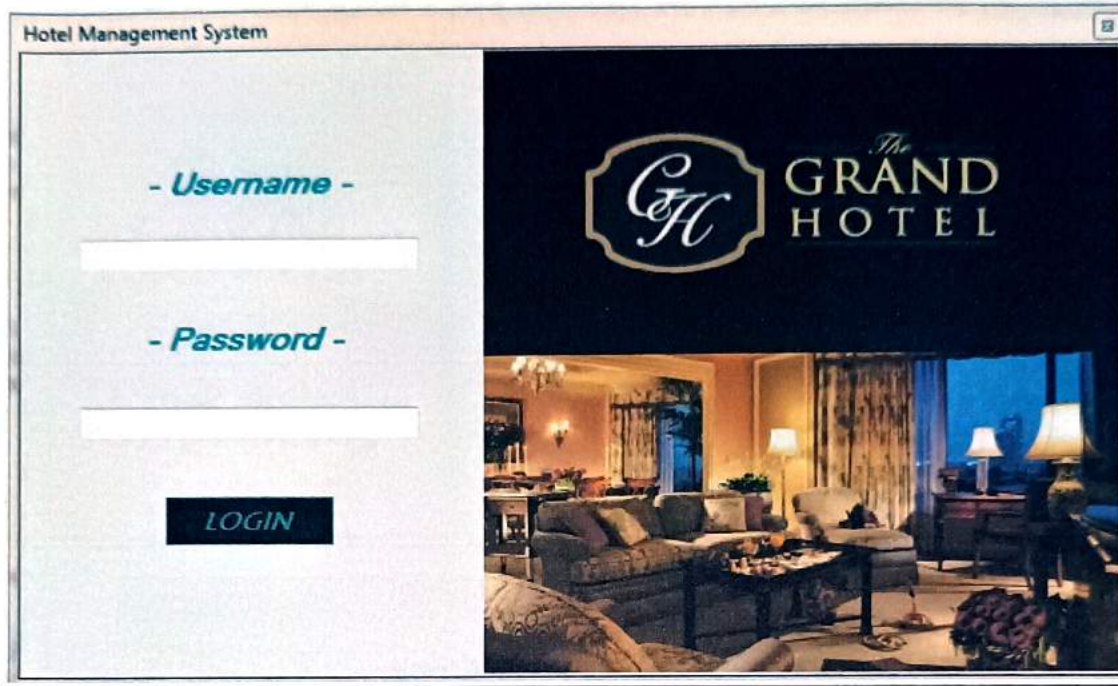 Hotel Management System
- Username -
- Password -
LOGIN
GH
The
GRAND
HOTEL